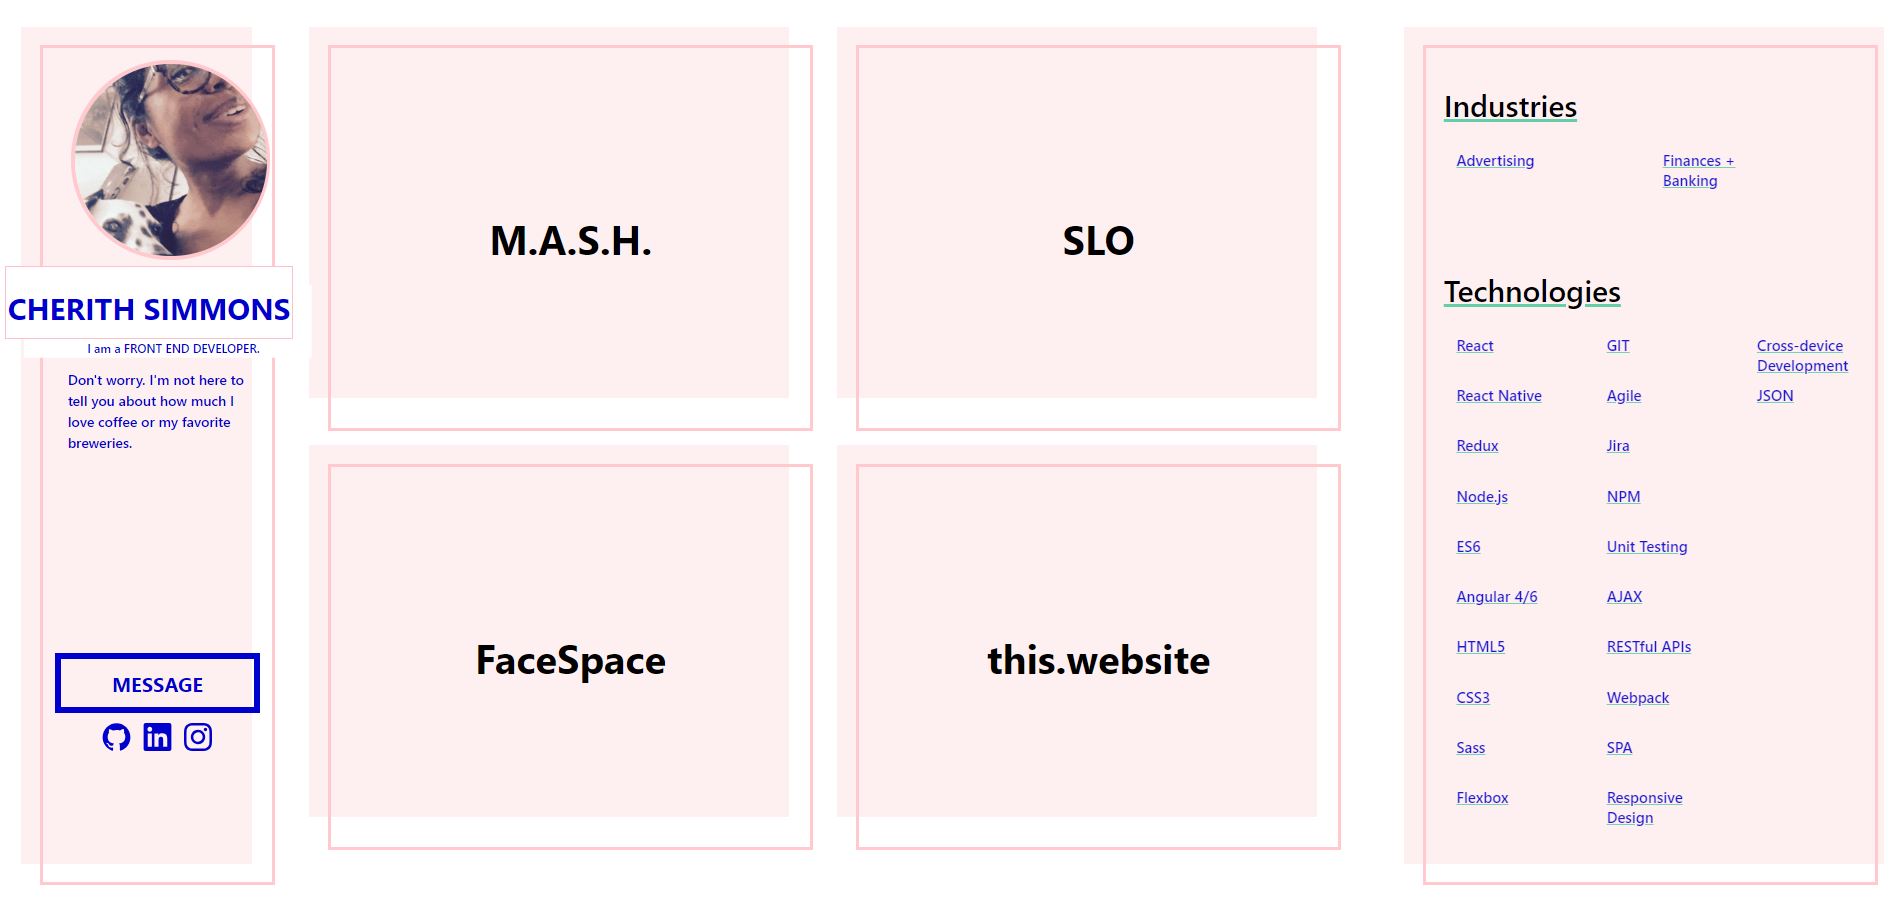 CHERITH SIMMONS
I am a FRONT END DEVELOPER.
Don't worry. I'm not here to
tell you about how much I
love coffee or my favorite
breweries.
MESSAGE
M.A.S.H.
SLO
FaceSpace
this.website
Industries
Advertising
Finances +
Banking
Technologies
React
GIT
Cross-device
Development
React Native
Agile
JSON
Redux
Jira
Node.js
NPM
ES6
Unit Testing
Angular 4/6
AJAX
HTML5
RESTful APIs
CSS3
Webpack
Sass
SPA
Flexbox
Responsive
Design